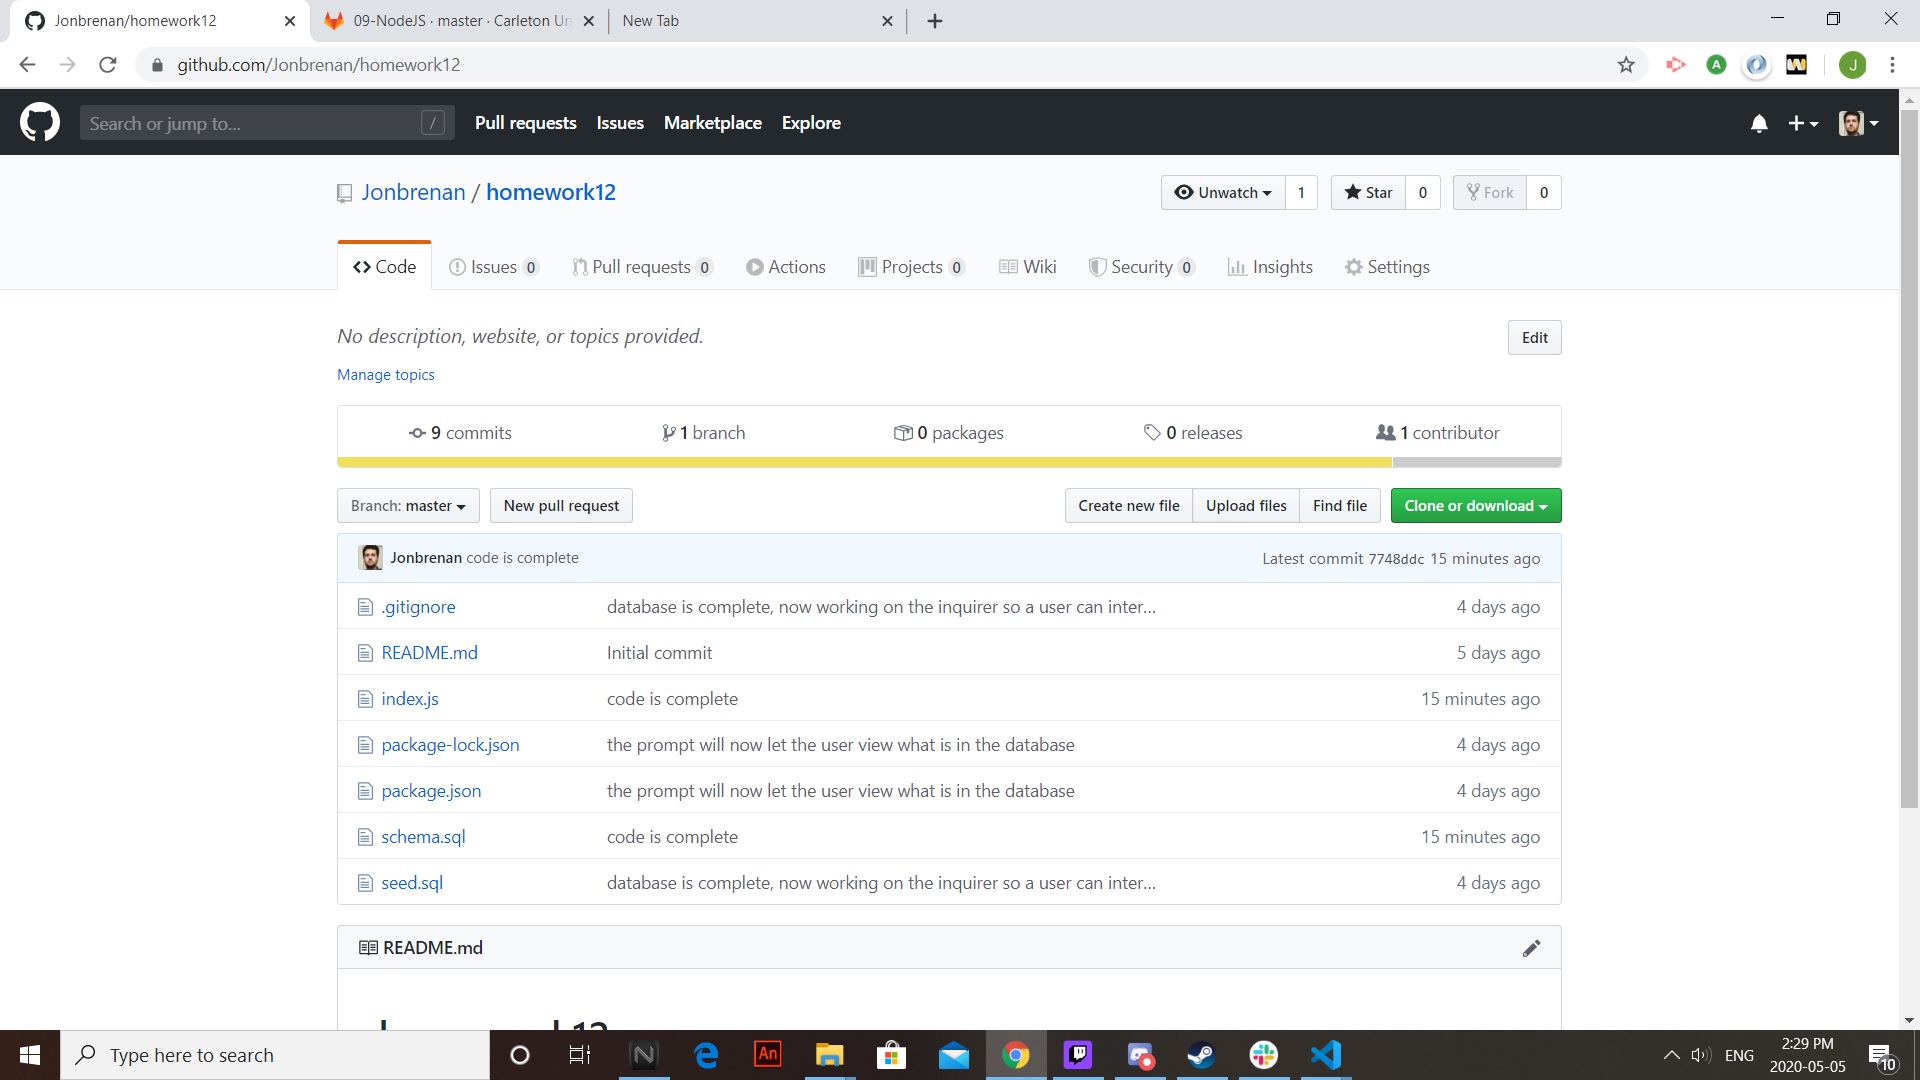 Jonbrenan/homework12
09-NodeJS · master · Carleton Un
New Tab
github.com/Jonbrenan/homework12
A
J
Search or jump to...
/
Pull requests
Issues
Marketplace
Explore
Jonbrenan / homework12
Unwatch 1
Star 0
Fork 0
Code
Issues 0
Pull requests 0
Actions
Projects 0
Wiki
Security 0
Insights
Settings
No description, website, or topics provided.
Edit
Manage topics
9 commits
1 branch
0 packages
0 releases
1 contributor
Branch: master
New pull request
Create new file
Upload files
Find file
Clone or download
Jonbrenan code is complete
Latest commit 7748ddc 15 minutes ago
.gitignore database is complete, now working on the inquirer so a user can inter... 4 days ago
README.md Initial commit 5 days ago
index.js code is complete 15 minutes ago
package-lock.json the prompt will now let the user view what is in the database 4 days ago
package.json the prompt will now let the user view what is in the database 4 days ago
schema.sql code is complete 15 minutes ago
seed.sql database is complete, now working on the inquirer so a user can inter... 4 days ago
README.md
Type here to search
N
An
ENG
2:29 PM
2020-05-05
10